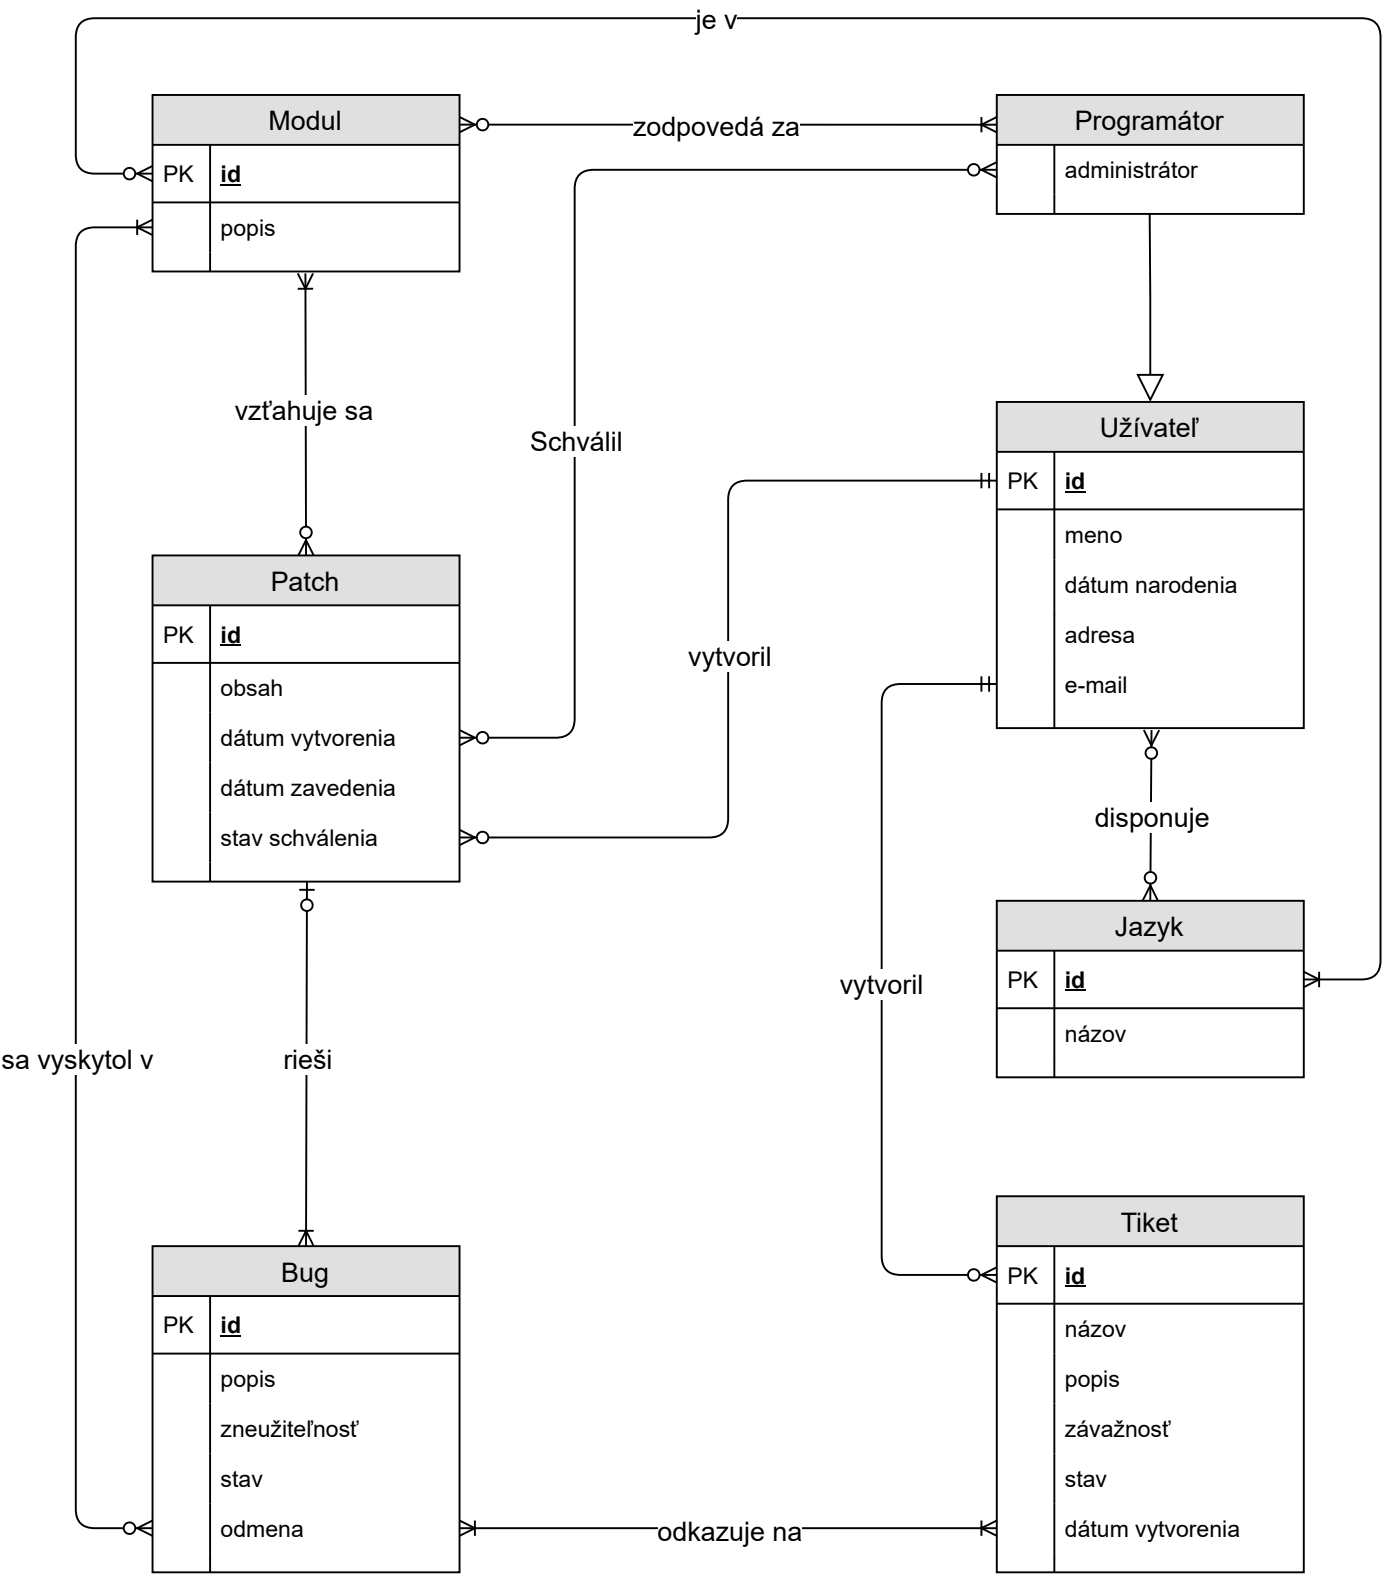 je v
Modul
PK id
popis
zodpovedá za
Programátor
administrátor
vzťahuje sa
Schválil
Užívateľ
PK id
meno
dátum narodenia
adresa
e-mail
Patch
PK id
obsah
dátum vytvorenia
dátum zavedenia
stav schválenia
vytvoril
disponuje
Jazyk
PK id
názov
vytvoril
sa vyskytol v
rieši
Tiket
PK id
názov
popis
závažnosť
stav
dátum vytvorenia
Bug
PK id
popis
zneužiteľnosť
stav
odmena
odkazuje na